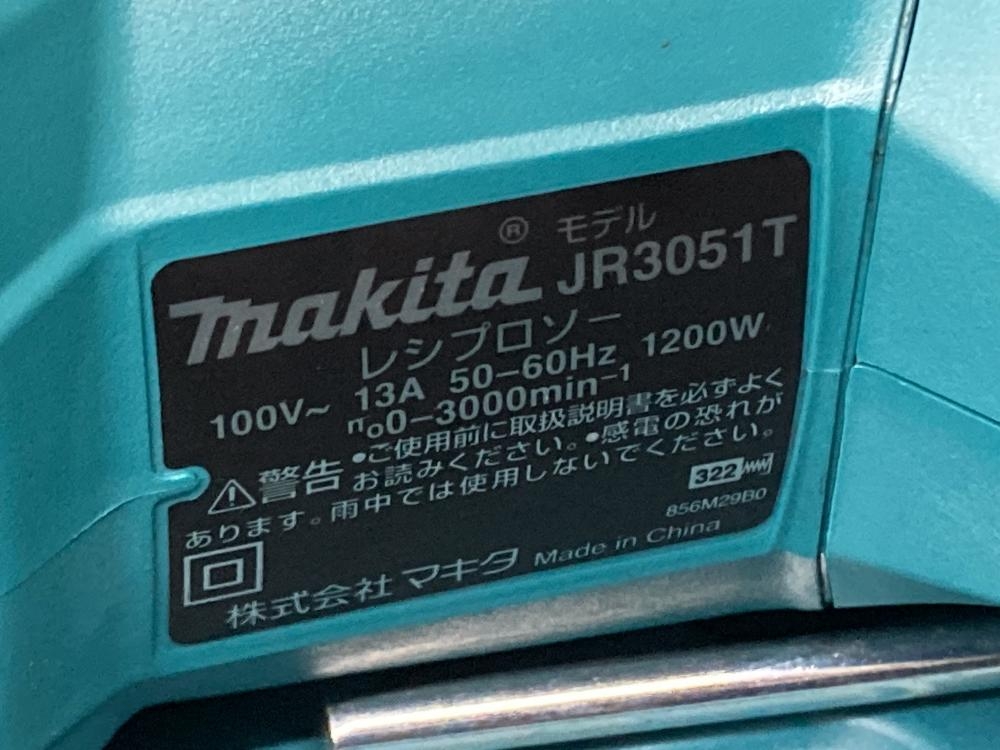 makita® モデル JR3051T
レシプロソー
100V~ 13A 50-60Hz 1200W
n₀0-3000min⁻¹
⚠警告 •ご使用前に取扱説明書を必ずよく
お読みください。•感電の恐れが
あります。雨中では使用しないでください。
322
856M29B0
株式会社 マキタ Made in China